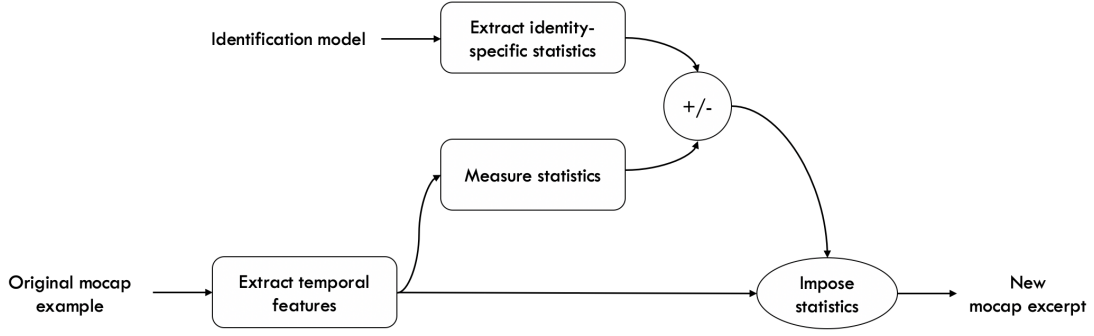 Identification model
Extract identity-
specific statistics
+/-
Measure statistics
Original mocap
example
Extract temporal
features
Impose
statistics
New
mocap excerpt